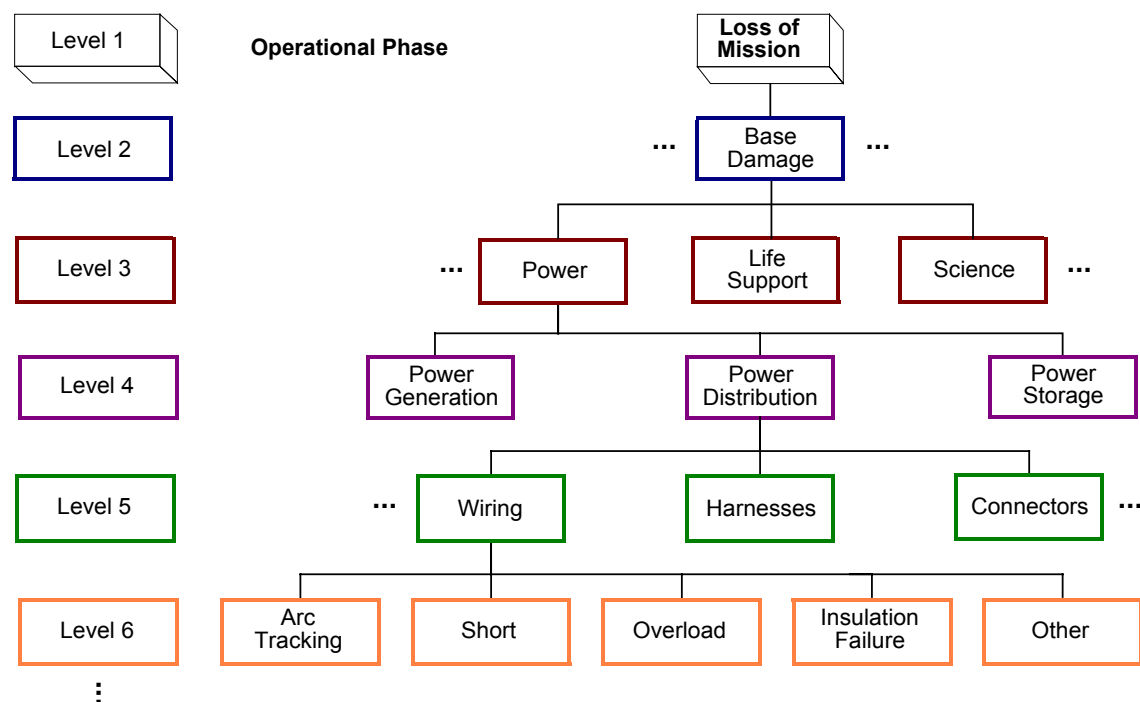 Level 1
Operational Phase
Loss of
Mission
Level 2
...
Base
Damage
...
Level 3
...
Power
Life
Support
Science
...
Level 4
Power
Generation
Power
Distribution
Power
Storage
Level 5
...
Wiring
Harnesses
Connectors
...
Level 6
Arc
Tracking
Short
Overload
Insulation
Failure
Other
...